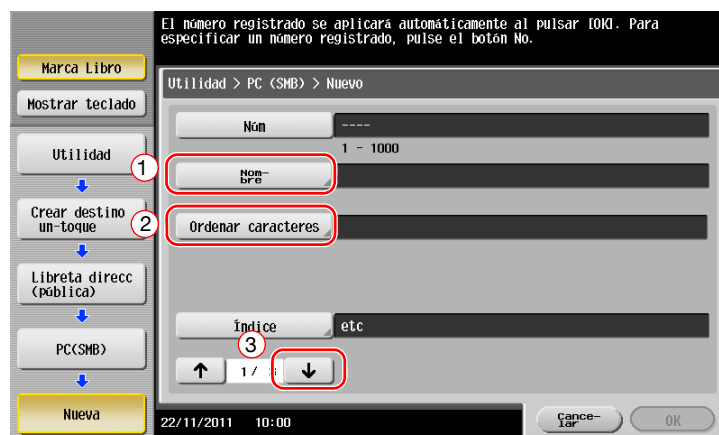 El número registrado se aplicará automáticamente al pulsar [OK]. Para
especificar un número registrado, pulse el botón No.
Marca Libro
Mostrar teclado
Utilidad
Crear destino
un-toque
Libreta direcc
(pública)
PC(SMB)
Nueva
Utilidad > PC (SMB) > Nuevo
Núm
----
1 - 1000
1
Nom-
bre
2
Ordenar caracteres
Índice
etc
3
1/
22/11/2011 10:00
Cance-
lar
OK